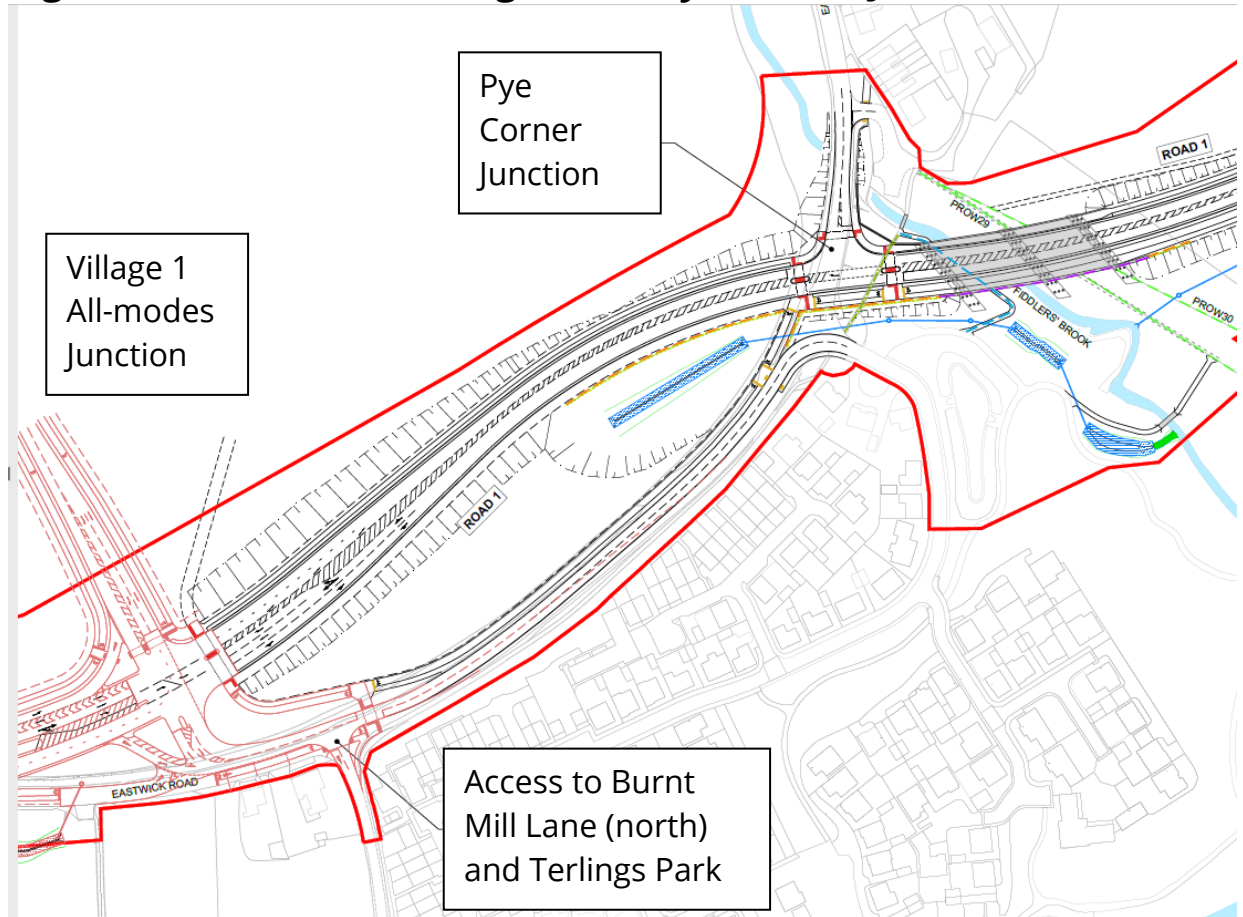 Pye
Corner
Junction
ROAD 1
PROW29
Village 1
All-modes
Junction
FIDDLERS' BROOK
PROW30
ROAD 1
EASTWICK ROAD
Access to Burnt
Mill Lane (north)
and Terlings Park